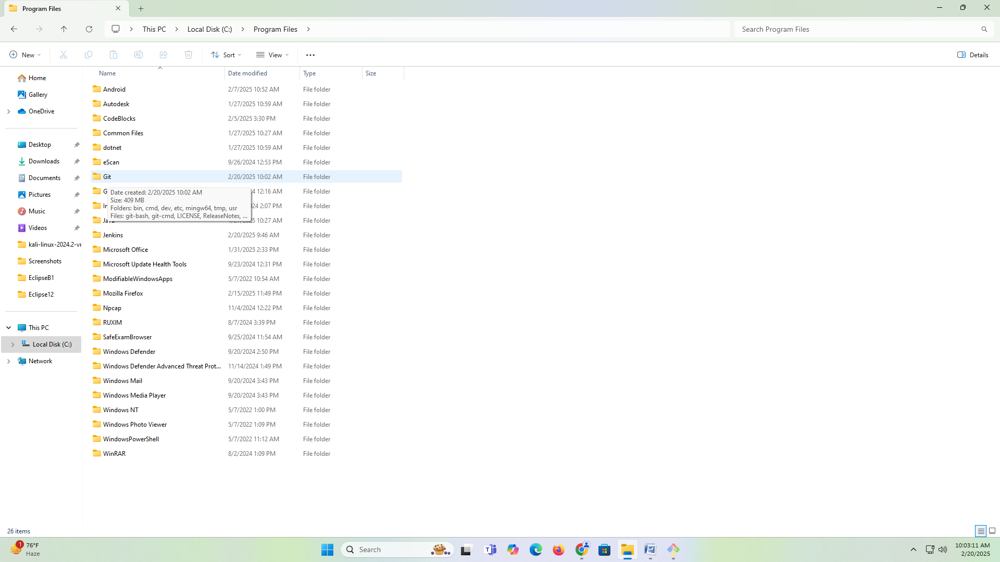 Program Files
This PC
Local Disk (C:)
Program Files
Search Program Files
New
Sort
View
Details
Home
Gallery
OneDrive
Desktop
Downloads
Documents
Pictures
Music
Videos
kali-linux-2024.2-vr
Screenshots
EclipseB1
Eclipse12
This PC
Local Disk (C:)
Network
Name Date modified Type Size
Android 2/7/2025 10:52 AM File folder
Autodesk 1/27/2025 10:59 AM File folder
CodeBlocks 2/5/2025 3:30 PM File folder
Common Files 1/27/2025 10:27 AM File folder
dotnet 1/27/2025 10:59 AM File folder
eScan 9/26/2024 12:53 PM File folder
Git 2/20/2025 10:02 AM File folder
12:16 AM File folder
2:07 PM File folder
Date created: 2/20/2025 10:02 AM
Size: 409 MB
Folders: bin, cmd, dev, etc, mingw64, tmp, usr
Files: git-bash, git-cmd, LICENSE, ReleaseNotes, ...
Java 1/27/2025 10:27 AM File folder
Jenkins 2/20/2025 9:46 AM File folder
Microsoft Office 1/31/2025 2:33 PM File folder
Microsoft Update Health Tools 9/23/2024 12:31 PM File folder
ModifiableWindowsApps 5/7/2022 10:54 AM File folder
Mozilla Firefox 2/15/2025 11:49 PM File folder
Npcap 11/4/2024 12:22 PM File folder
RUXIM 8/7/2024 3:39 PM File folder
SafeExamBrowser 9/25/2024 11:54 AM File folder
Windows Defender 9/20/2024 2:50 PM File folder
Windows Defender Advanced Threat Prot... 11/14/2024 1:49 PM File folder
Windows Mail 9/20/2024 3:43 PM File folder
Windows Media Player 9/20/2024 3:43 PM File folder
Windows NT 5/7/2022 1:00 PM File folder
Windows Photo Viewer 5/7/2022 1:09 PM File folder
WindowsPowerShell 5/7/2022 11:12 AM File folder
WinRAR 8/2/2024 1:09 PM File folder
26 items
1
76°F
Haze
Search
10:03:11 AM
2/20/2025